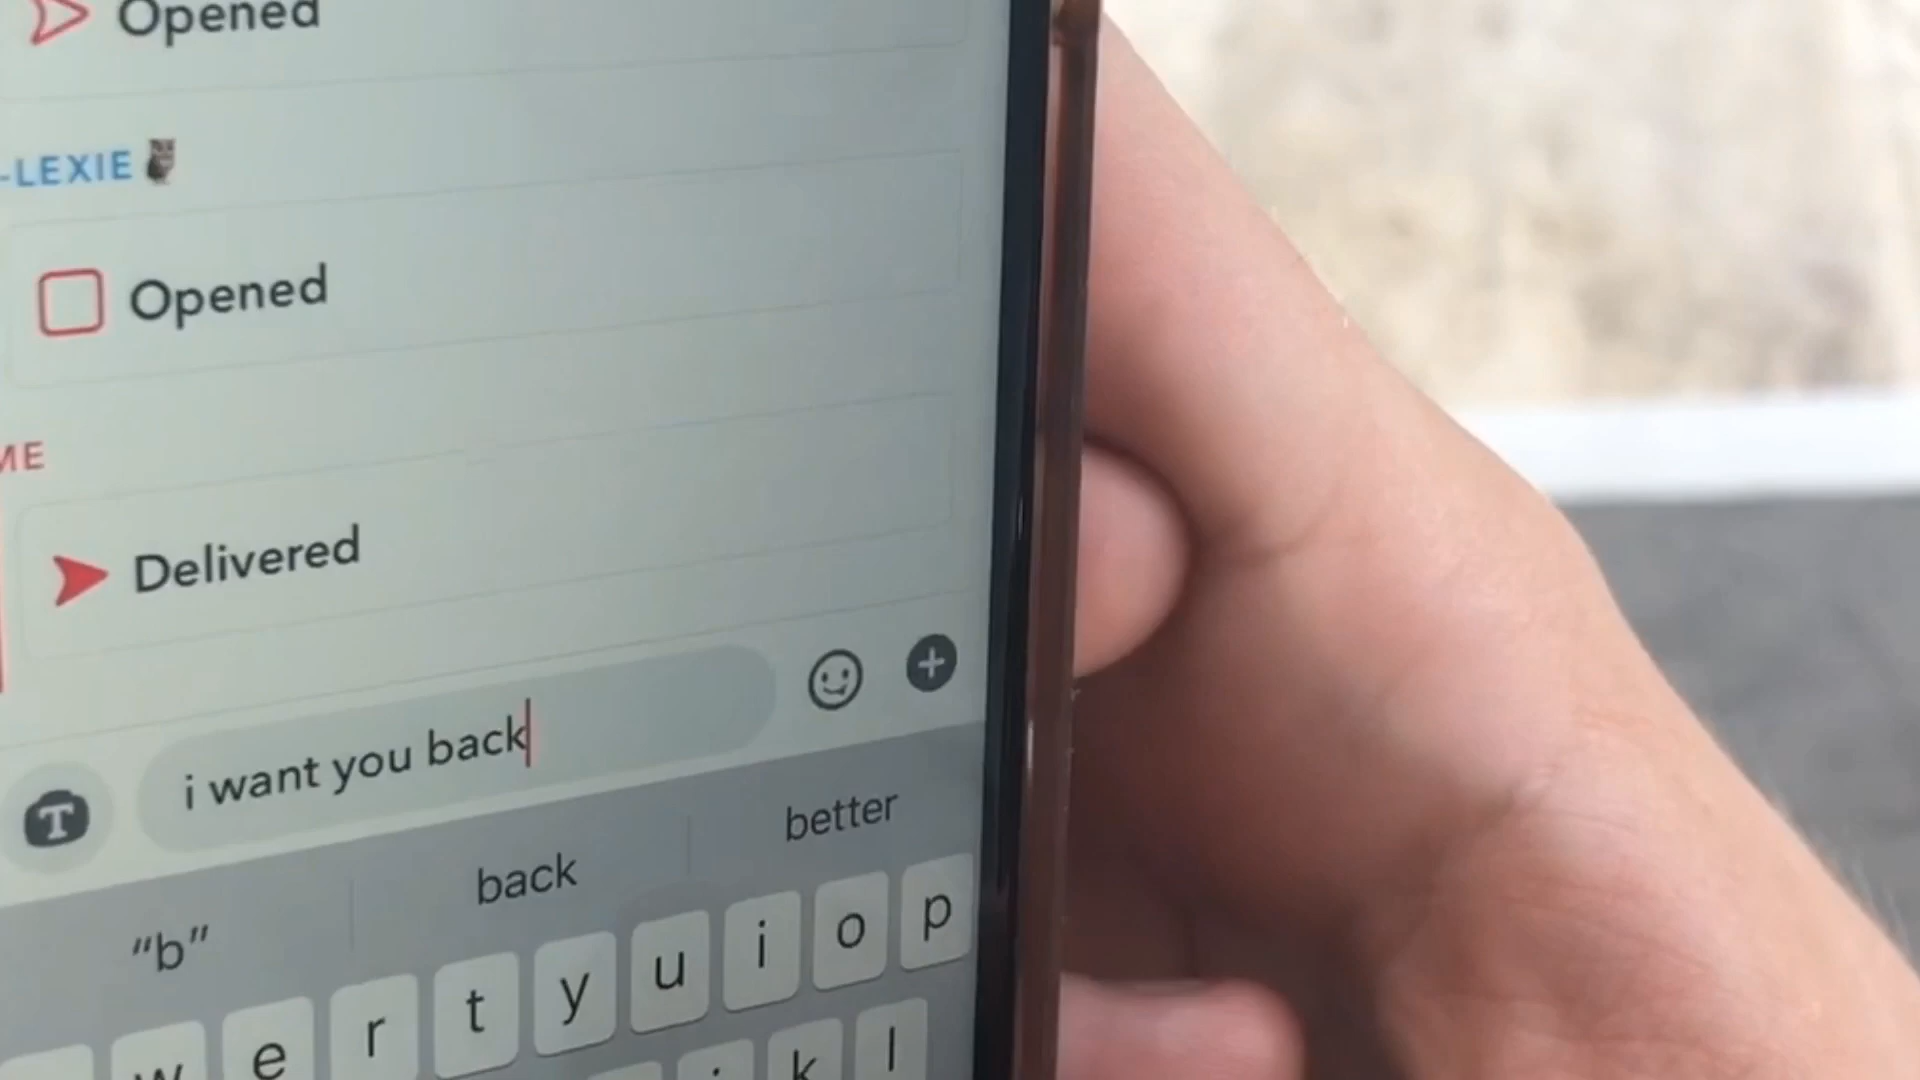 Opened
-LEXIE
Opened
ME
Delivered
i want you back
T
"b" back better
w e r t y u i o p
k l